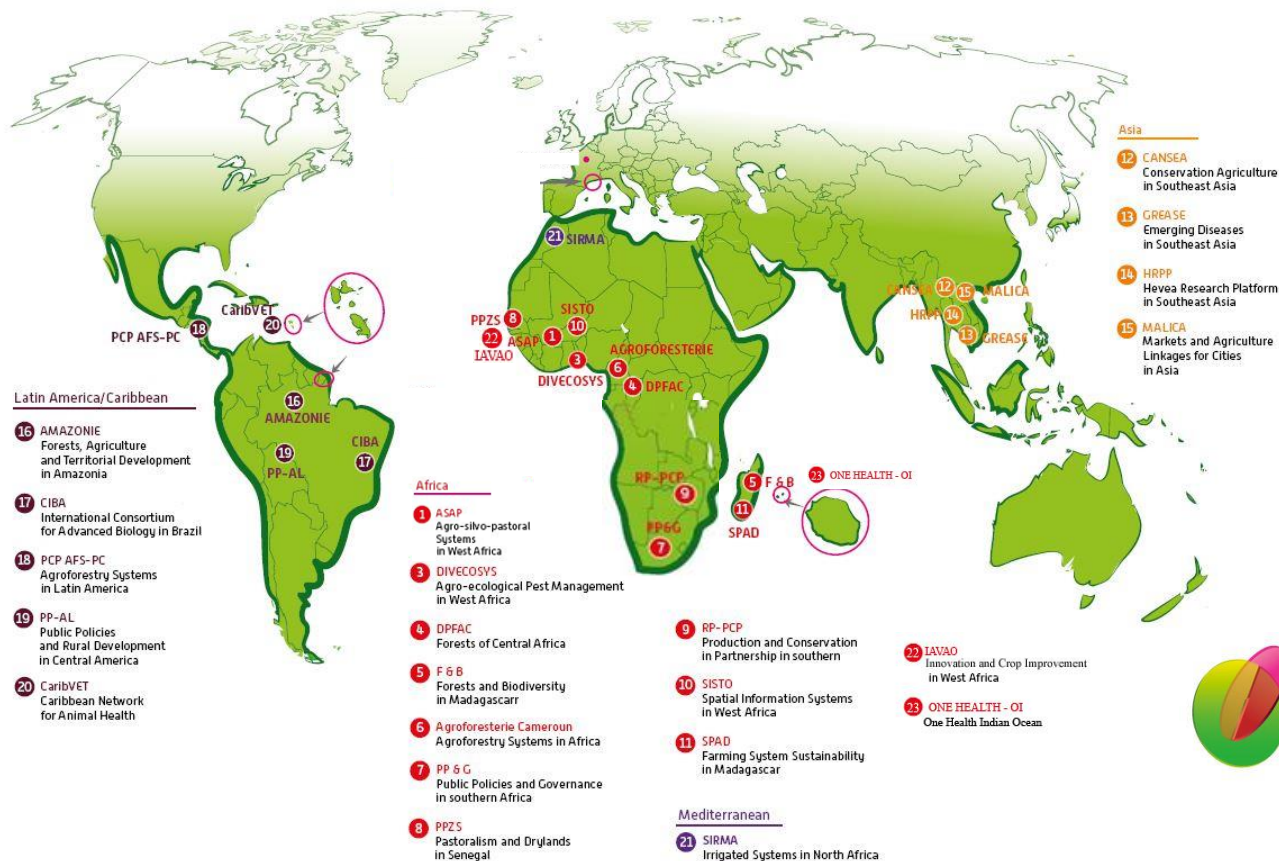 Asia
12 CANSEA
Conservation Agriculture
in Southeast Asia
13 GREASE
Emerging Diseases
in Southeast Asia
14 HRPP
Hevea Research Platform
in Southeast Asia
15 MALICA
Markets and Agriculture
Linkages for Cities
in Asia
21 SIRMA
CANSEA 12
15 MALICA
HRPP 14
13 GREASE
CaribVET
20
PCP AFS-PC 18
SISTO
10
PPZS 8
22
IAVAO
ASAP 1
3
DIVECOSYS
AGROFORESTERIE
6
4 DPFAC
16
AMAZONIE
CIBA
17
19
PP-AL
RP-PCP
9
5 F & B
23 ONE HEALTH - OI
11
SPAD
PP&G
7
Latin America/Caribbean
16 AMAZONIE
Forests, Agriculture
and Territorial Development
in Amazonia
17 CIBA
International Consortium
for Advanced Biology in Brazil
18 PCP AFS-PC
Agroforestry Systems
in Latin America
19 PP-AL
Public Policies
and Rural Development
in Central America
20 CaribVET
Caribbean Network
for Animal Health
Africa
1 ASAP
Agro-silvo-pastoral
Systems
in West Africa
3 DIVECOSYS
Agro-ecological Pest Management
in West Africa
4 DPFAC
Forests of Central Africa
5 F & B
Forests and Biodiversity
in Madagascarr
6 Agroforesterie Cameroun
Agroforestry Systems in Africa
7 PP & G
Public Policies and Governance
in southern Africa
8 PPZS
Pastoralism and Drylands
in Senegal
9 RP-PCP
Production and Conservation
in Partnership in southern
10 SISTO
Spatial Information Systems
in West Africa
11 SPAD
Farming System Sustainability
in Madagascar
Mediterranean
21 SIRMA
Irrigated Systems in North Africa
22 IAVAO
Innovation and Crop Improvement
in West Africa
23 ONE HEALTH - OI
One Health Indian Ocean